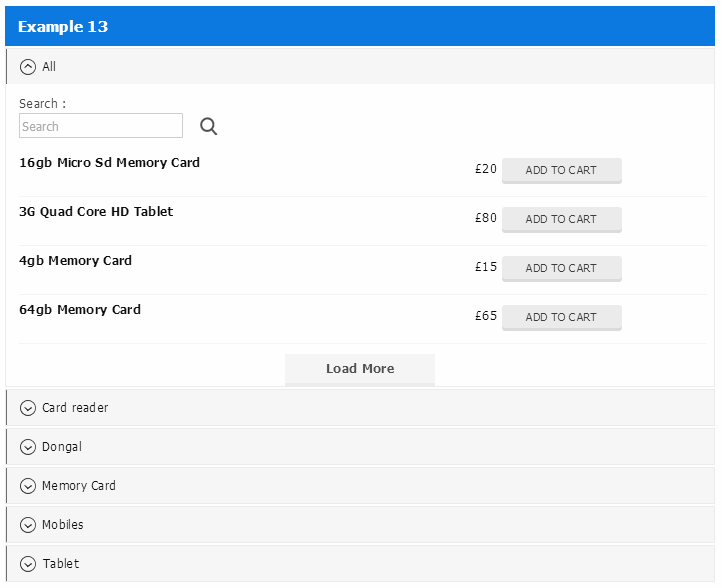 Example 13
All
Search :
Search
16gb Micro Sd Memory Card £20 ADD TO CART
3G Quad Core HD Tablet £80 ADD TO CART
4gb Memory Card £15 ADD TO CART
64gb Memory Card £65 ADD TO CART
Load More
Card reader
Dongal
Memory Card
Mobiles
Tablet